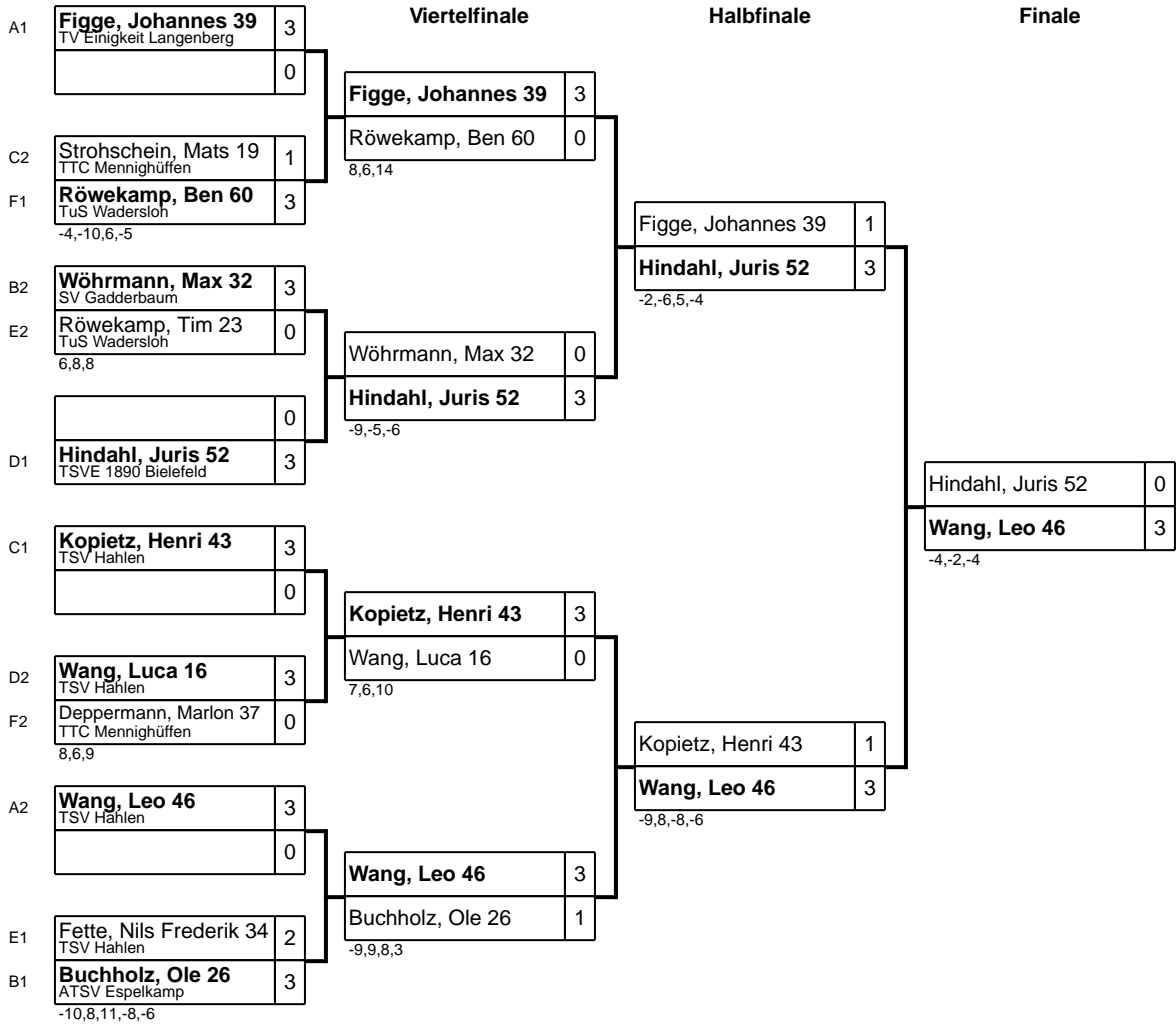 Viertelfinale
Halbfinale
Finale
A1
Figge, Johannes 39
TV Einigkeit Langenberg
3
0
C2
Strohschein, Mats 19
TTC Mennighüffen
1
F1
Röwekamp, Ben 60
TuS Wadersloh
3
-4,-10,6,-5
B2
Wöhrmann, Max 32
SV Gadderbaum
3
E2
Röwekamp, Tim 23
TuS Wadersloh
0
6,8,8
0
D1
Hindahl, Juris 52
TSVE 1890 Bielefeld
3
C1
Kopietz, Henri 43
TSV Hahlen
3
0
D2
Wang, Luca 16
TSV Hahlen
3
F2
Deppermann, Marlon 37
TTC Mennighüffen
0
8,6,9
A2
Wang, Leo 46
TSV Hahlen
3
0
E1
Fette, Nils Frederik 34
TSV Hahlen
2
B1
Buchholz, Ole 26
ATSV Espelkamp
3
-10,8,11,-8,-6
Figge, Johannes 39 3
Röwekamp, Ben 60 0
8,6,14
Wöhrmann, Max 32 0
Hindahl, Juris 52 3
-9,-5,-6
Kopietz, Henri 43 3
Wang, Luca 16 0
7,6,10
Wang, Leo 46 3
Buchholz, Ole 26 1
-9,9,8,3
Figge, Johannes 39 1
Hindahl, Juris 52 3
-2,-6,5,-4
Kopietz, Henri 43 1
Wang, Leo 46 3
-9,8,-8,-6
Hindahl, Juris 52 0
Wang, Leo 46 3
-4,-2,-4